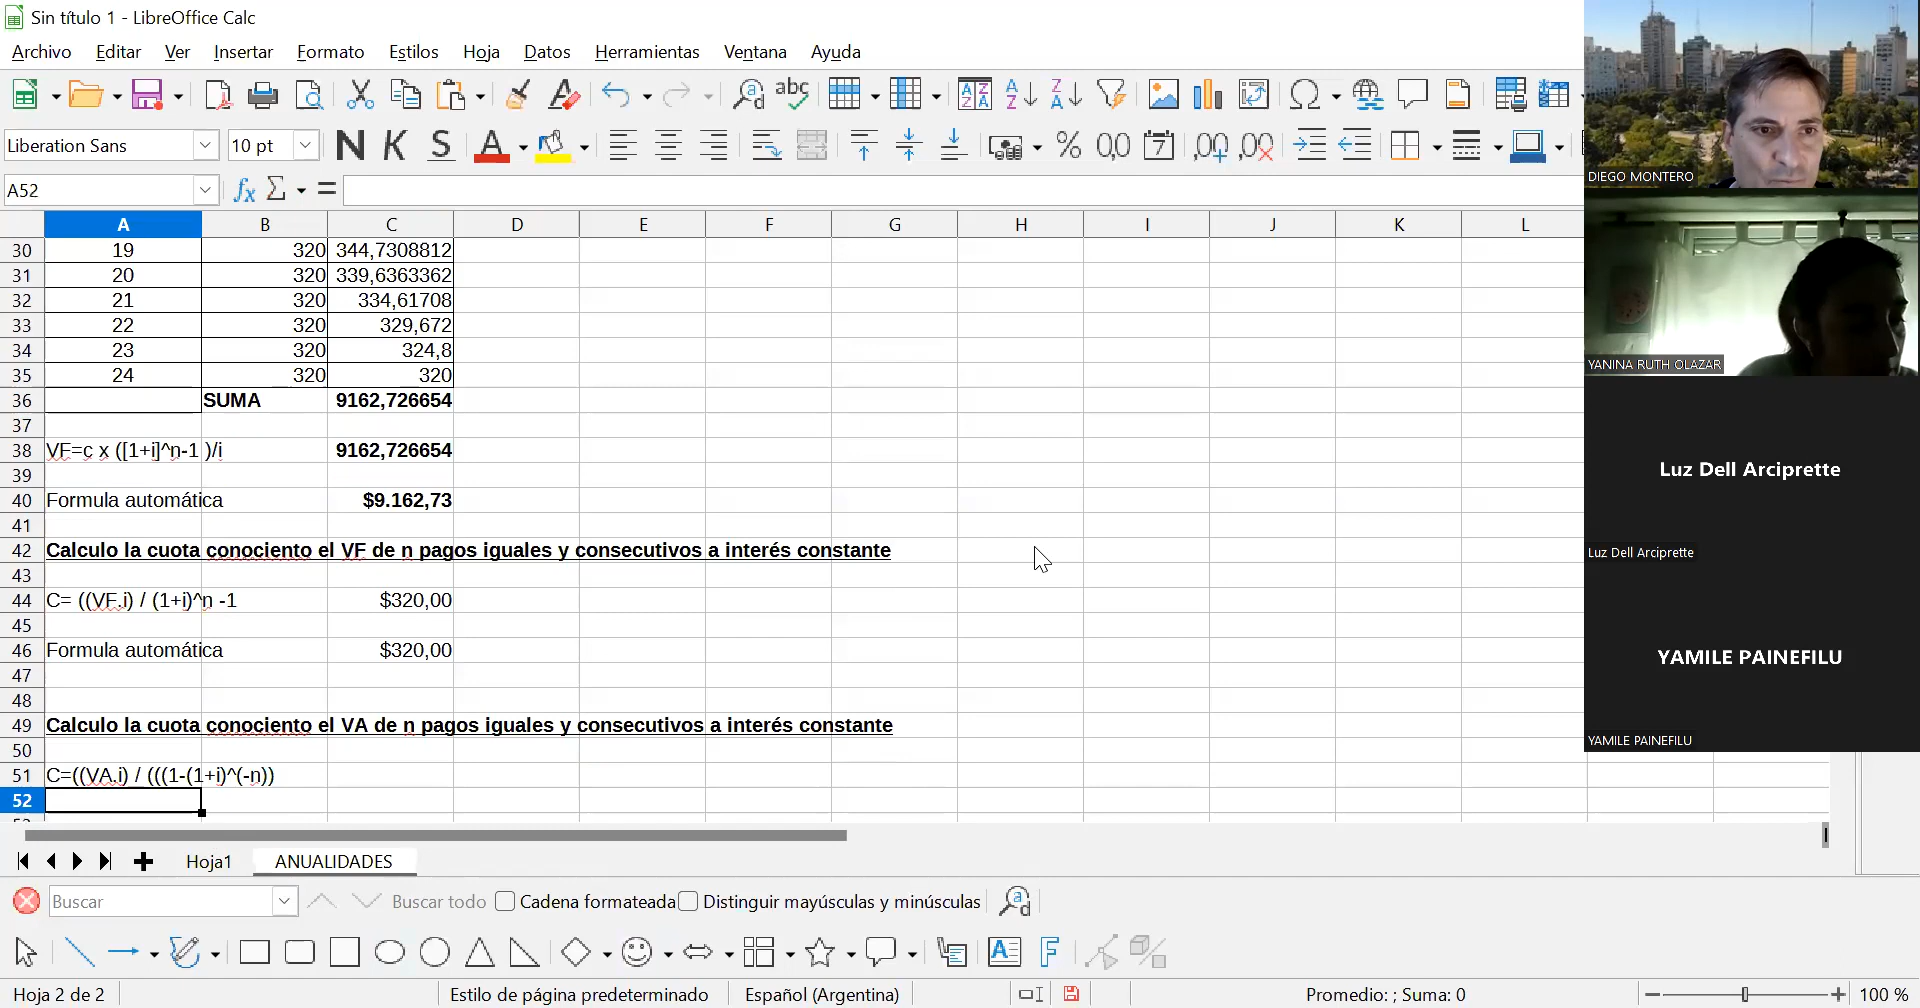 Sin título 1 - LibreOffice Calc
Archivo Editar Ver Insertar Formato Estilos Hoja Datos Herramientas Ventana Ayuda
Liberation Sans 10 pt N K S A
A52
A B C D E F G H I J K L
30 19 320 344,7308812
31 20 320 339,6363362
32 21 320 334,61708
33 22 320 329,672
34 23 320 324,8
35 24 320 320
36 SUMA 9162,726654
37
38 VF=c x ([1+i]^n-1 )/i 9162,726654
39
40 Formula automática $9.162,73
41
42 Calculo la cuota conociento el VF de n pagos iguales y consecutivos a interés constante
43
44 C= ((VF.i) / (1+i)^n -1 $320,00
45
46 Formula automática $320,00
47
48
49 Calculo la cuota conociento el VA de n pagos iguales y consecutivos a interés constante
50
51 C=((VA.i) / (((1-(1+i)^(-n))
52
Hoja1 ANUALIDADES
Buscar Buscar todo Cadena formateada Distinguir mayúsculas y minúsculas
Hoja 2 de 2 Estilo de página predeterminado Español (Argentina) Promedio: ; Suma: 0 100 %
DIEGO MONTERO
YANINA RUTH OLAZAR
Luz Dell Arciprette
Luz Dell Arciprette
YAMILE PAINEFILU
YAMILE PAINEFILU